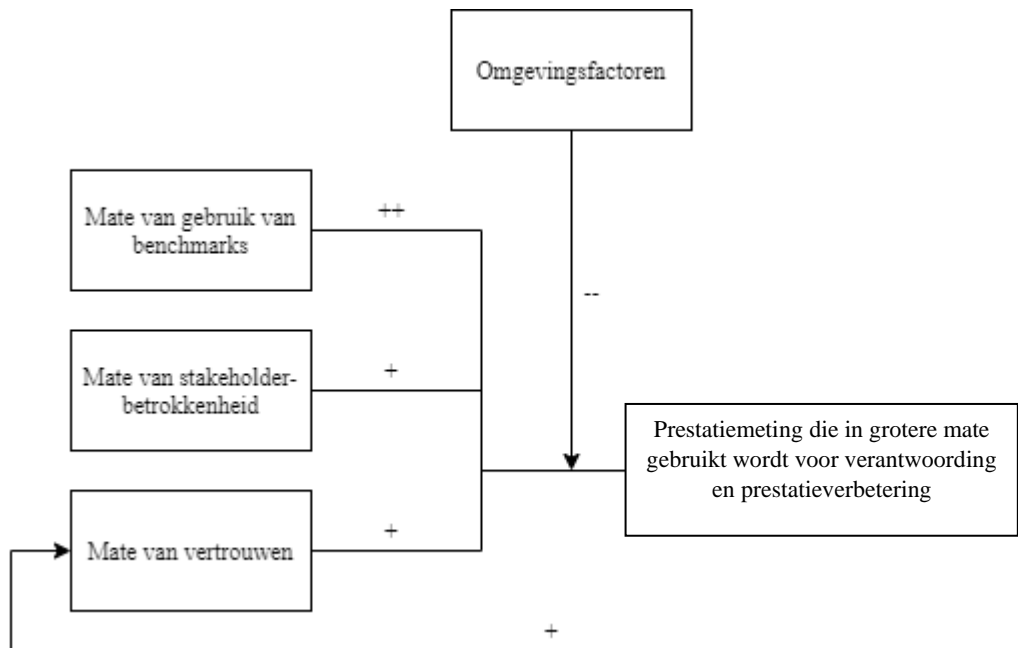 Omgevingsfactoren
Mate van gebruik van
benchmarks
++
--
Mate van stakeholder-
betrokkenheid
+
Prestatiemeting die in grotere mate
gebruikt wordt voor verantwoording
en prestatieverbetering
Mate van vertrouwen
+
+